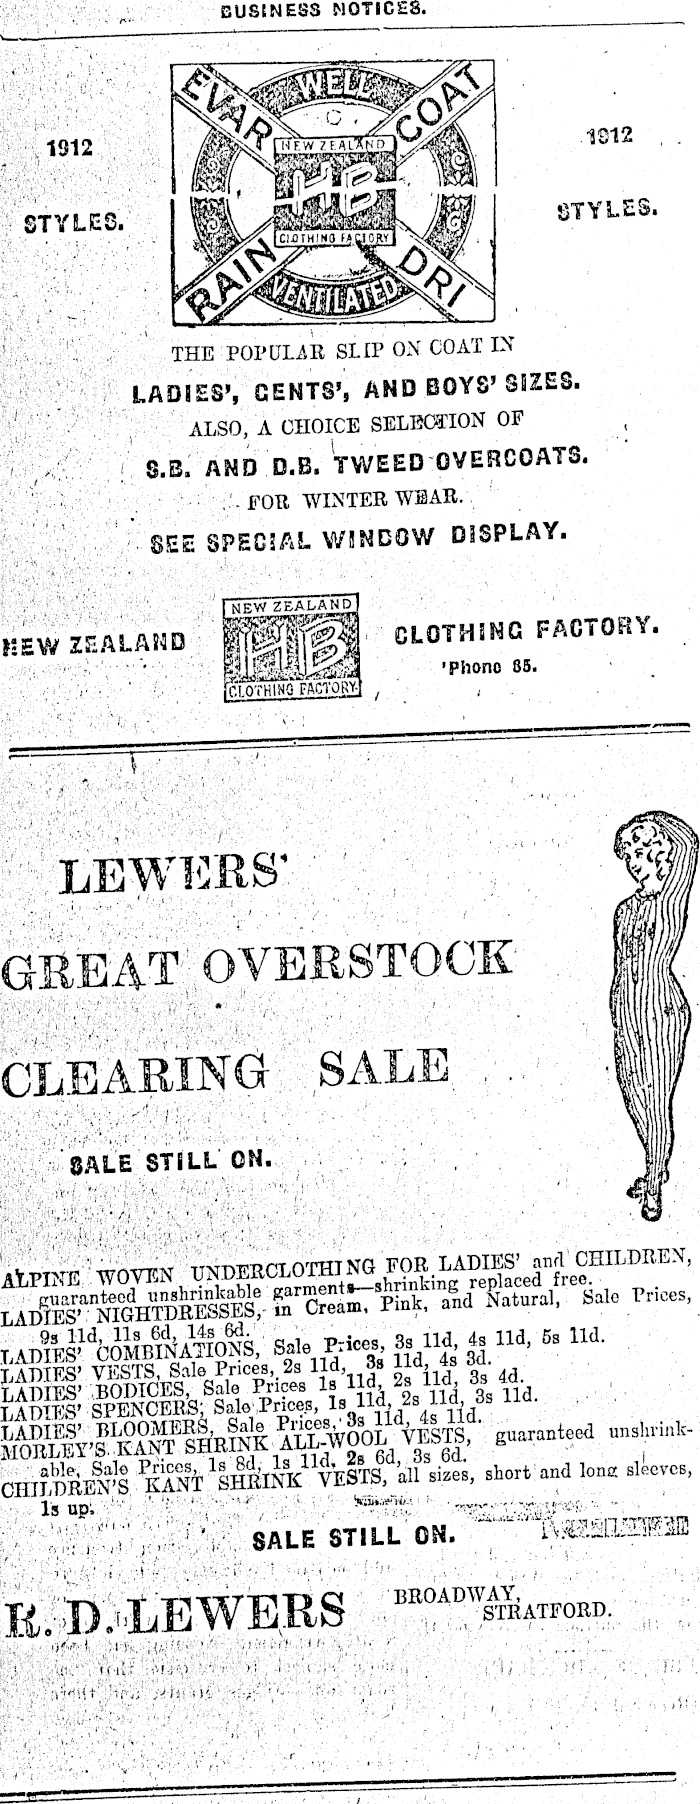 BUSINESS NOTICES.
1912
STYLES.
EVAR
WELL
COAT
NEW ZEALAND
HB
CLOTHING FACTORY
RAIN
VENTILATED
DRI
1912
STYLES.
THE POPULAR SLIP ON COAT IN
LADIES', GENTS', AND BOYS' SIZES.
ALSO, A CHOICE SELECTION OF
S.B. AND D.B. TWEED OVERCOATS.
FOR WINTER WEAR.
SEE SPECIAL WINDOW DISPLAY.
NEW ZEALAND
NEW ZEALAND
HB
CLOTHING FACTORY
CLOTHING FACTORY.
'Phone 85.
LEWERS'
GREAT OVERSTOCK
CLEARING SALE
SALE STILL ON.
ALPINE WOVEN UNDERCLOTHING FOR LADIES' and CHILDREN,
guaranteed unshrinkable garments—shrinking replaced free.
LADIES' NIGHTDRESSES, in Cream, Pink, and Natural, Sale Prices,
9s 11d, 11s 6d, 14s 6d.
LADIES' COMBINATIONS, Sale Prices, 3s 11d, 4s 11d, 5s 11d.
LADIES' VESTS, Sale Prices, 2s 11d, 3s 11d, 4s 3d.
LADIES' BODICES, Sale Prices 1s 11d, 2s 11d, 3s 4d.
LADIES' SPENCERS, Sale Prices, 1s 11d, 2s 11d, 3s 11d.
LADIES' BLOOMERS, Sale Prices, 3s 11d, 4s 11d.
MORLEY'S KANT SHRINK ALL-WOOL VESTS, guaranteed unshrink-
able, Sale Prices, 1s 8d, 1s 11d, 2s 6d, 3s 6d.
CHILDREN'S KANT SHRINK VESTS, all sizes, short and long sleeves,
1s up.
SALE STILL ON.
R. D. LEWERS
BROADWAY,
STRATFORD.